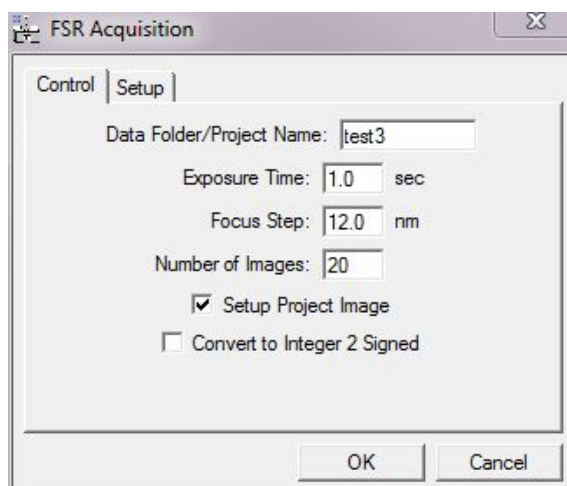 FSR Acquisition
Control Setup
Data Folder/Project Name: test3
Exposure Time: 1.0 sec
Focus Step: 12.0 nm
Number of Images: 20
Setup Project Image
Convert to Integer 2 Signed
OK Cancel